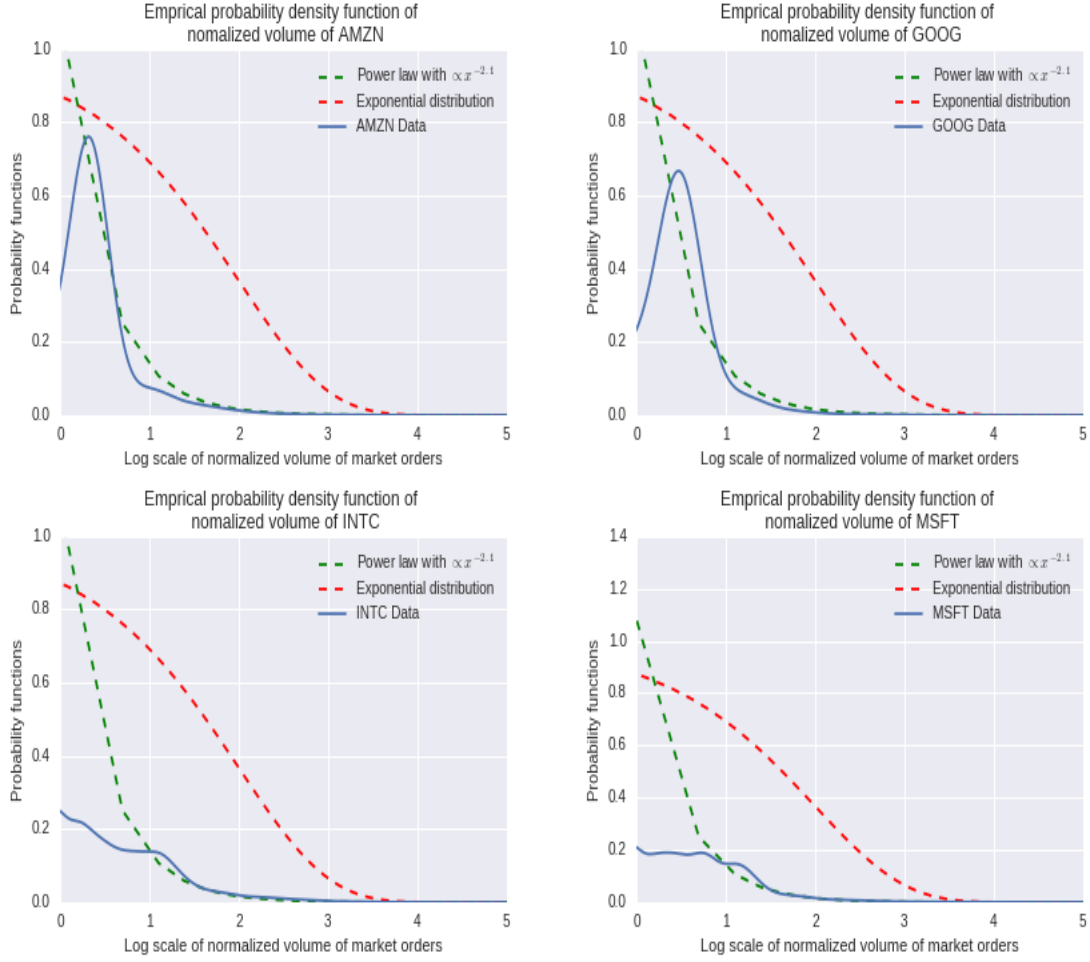 Emprical probability density function of
nomalized volume of AMZN
1.0
0.8
0.6
0.4
0.2
0.0
Probability functions
Power law with ∝x^{-2.1}
Exponential distribution
AMZN Data
0 1 2 3 4 5
Log scale of normalized volume of market orders
Emprical probability density function of
nomalized volume of GOOG
1.0
0.8
0.6
0.4
0.2
0.0
Probability functions
Power law with ∝x^{-2.1}
Exponential distribution
GOOG Data
0 1 2 3 4 5
Log scale of normalized volume of market orders
Emprical probability density function of
nomalized volume of INTC
1.0
0.8
0.6
0.4
0.2
0.0
Probability functions
Power law with ∝x^{-2.1}
Exponential distribution
INTC Data
0 1 2 3 4 5
Log scale of normalized volume of market orders
Emprical probability density function of
nomalized volume of MSFT
1.4
1.2
1.0
0.8
0.6
0.4
0.2
0.0
Probability functions
Power law with ∝x^{-2.1}
Exponential distribution
MSFT Data
0 1 2 3 4 5
Log scale of normalized volume of market orders